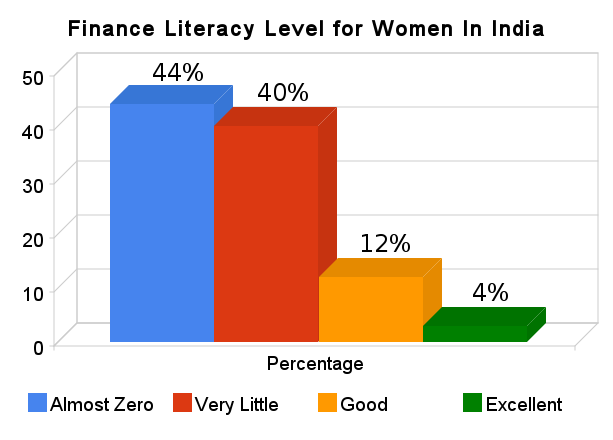 Finance Literacy Level for Women In India
50
40
30
20
10
0
44%
40%
12%
4%
Percentage
Almost Zero
Very Little
Good
Excellent